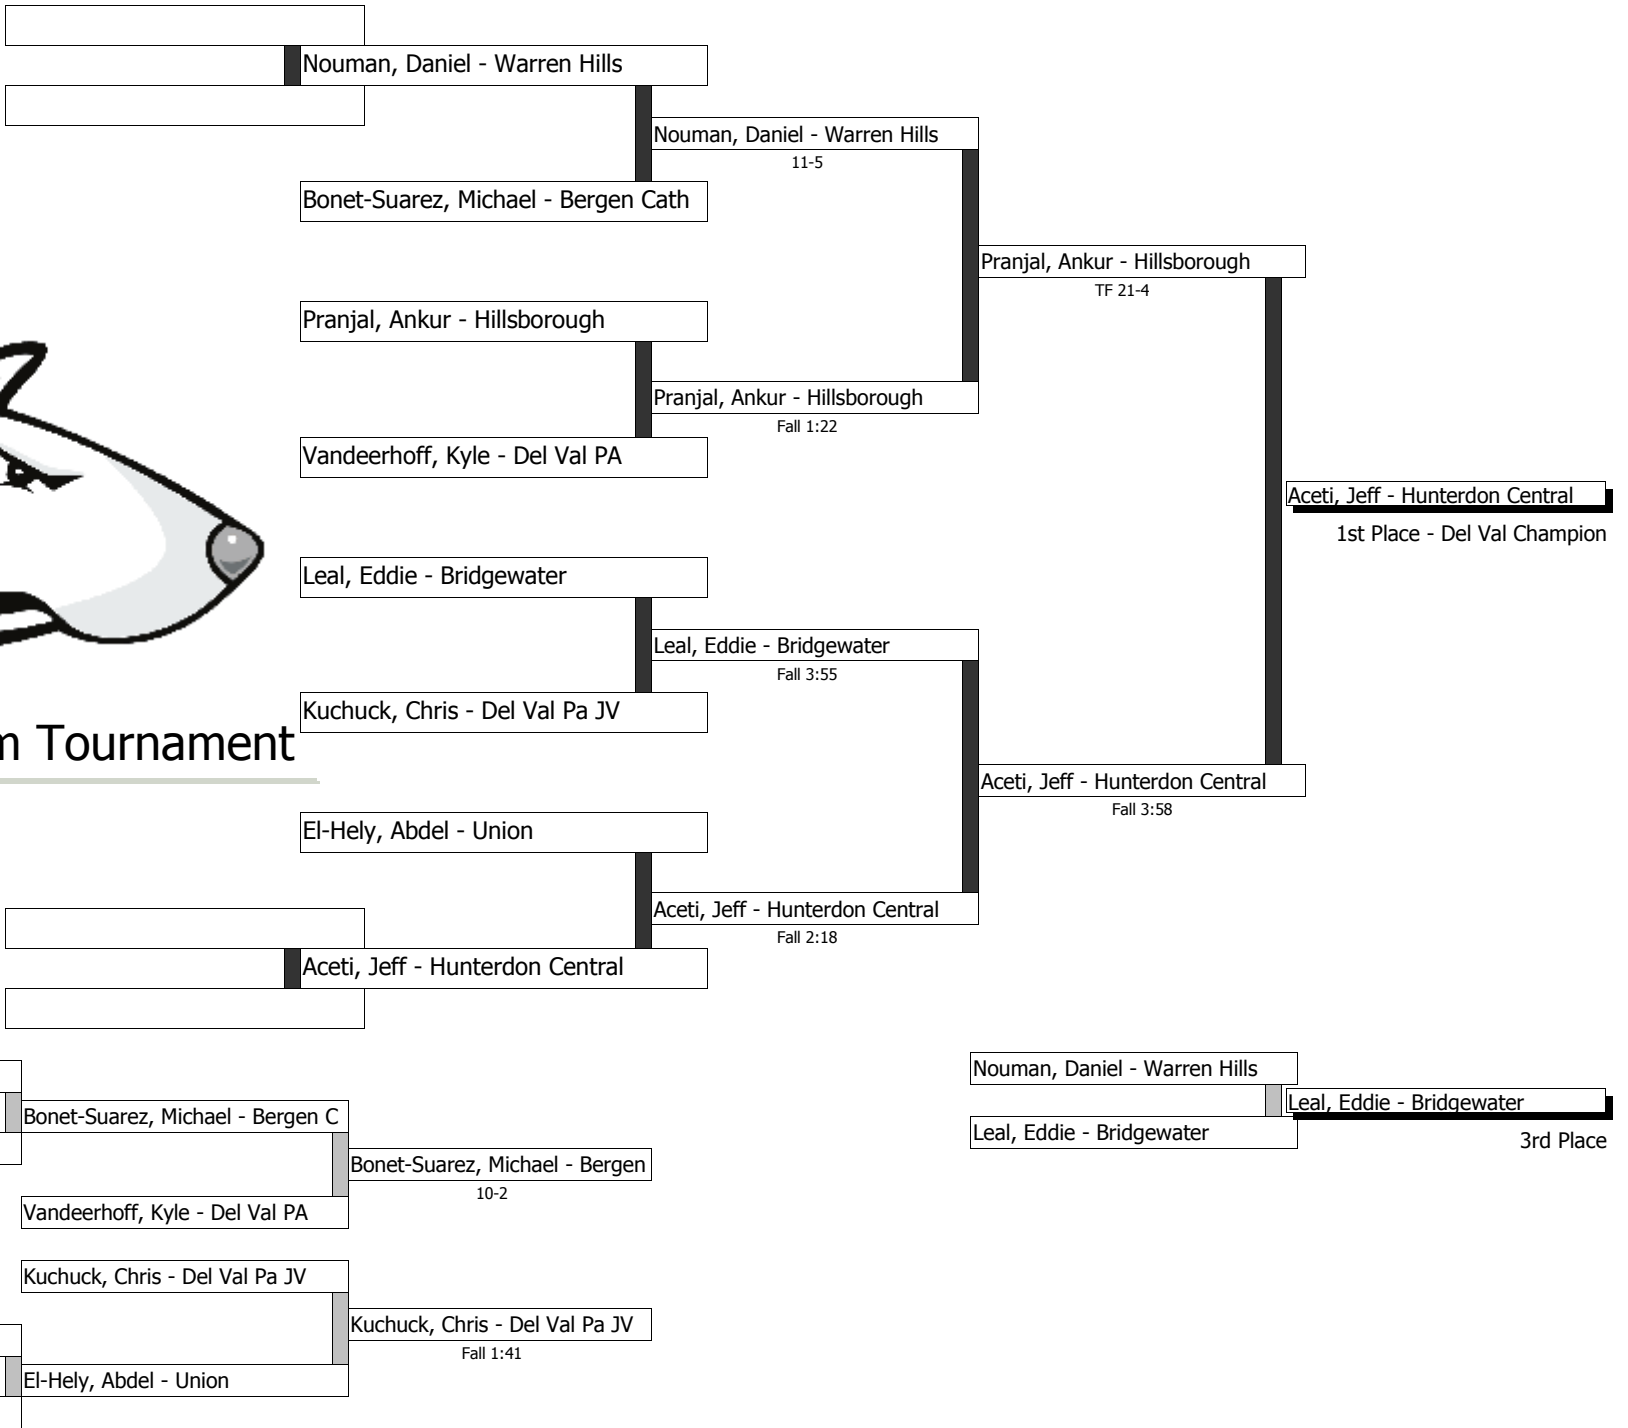 Nouman, Daniel - Warren Hills
Nouman, Daniel - Warren Hills
11-5
Bonet-Suarez, Michael - Bergen Cath
Pranjal, Ankur - Hillsborough
TF 21-4
Pranjal, Ankur - Hillsborough
Pranjal, Ankur - Hillsborough
Fall 1:22
Vandeerhoff, Kyle - Del Val PA
Aceti, Jeff - Hunterdon Central
1st Place - Del Val Champion
Leal, Eddie - Bridgewater
Leal, Eddie - Bridgewater
Fall 3:55
Kuchuck, Chris - Del Val Pa JV
m Tournament
Aceti, Jeff - Hunterdon Central
Fall 3:58
El-Hely, Abdel - Union
Aceti, Jeff - Hunterdon Central
Fall 2:18
Aceti, Jeff - Hunterdon Central
Nouman, Daniel - Warren Hills
Leal, Eddie - Bridgewater
Leal, Eddie - Bridgewater
3rd Place
Bonet-Suarez, Michael - Bergen C
Bonet-Suarez, Michael - Bergen
10-2
Vandeerhoff, Kyle - Del Val PA
Kuchuck, Chris - Del Val Pa JV
Kuchuck, Chris - Del Val Pa JV
Fall 1:41
El-Hely, Abdel - Union